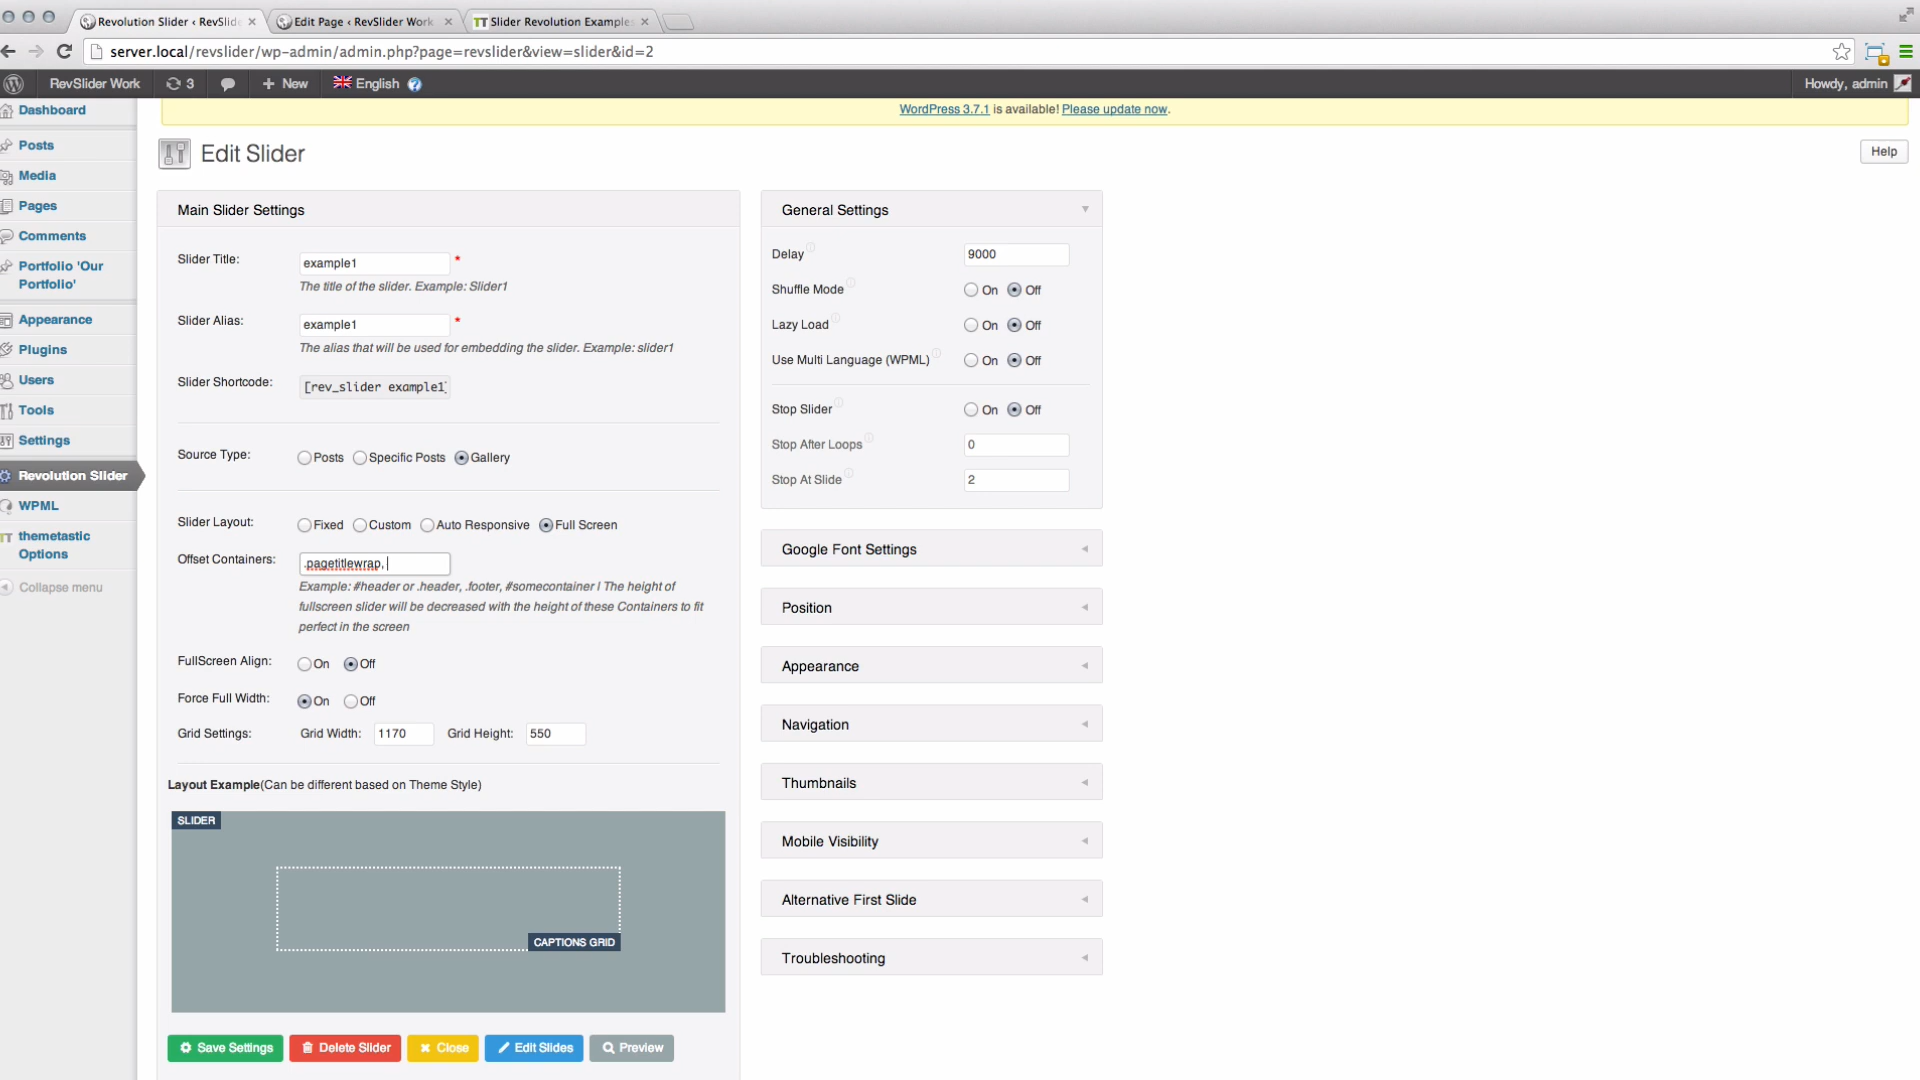 Revolution Slider ‹ RevSlide
Edit Page ‹ RevSlider Work
TT Slider Revolution Examples
server.local/revslider/wp-admin/admin.php?page=revslider&view=slider&id=2
RevSlider Work
3
+ New
English
?
Howdy, admin
WordPress 3.7.1 is available! Please update now.
Dashboard
Posts
Media
Pages
Comments
Portfolio 'Our
Portfolio'
Appearance
Plugins
Users
Tools
Settings
Revolution Slider
WPML
TT themetastic
Options
Collapse menu
Edit Slider
Help
Main Slider Settings
Slider Title:
example1
*
The title of the slider. Example: Slider1
Slider Alias:
example1
*
The alias that will be used for embedding the slider. Example: slider1
Slider Shortcode:
[rev_slider example1]
Source Type:
Posts Specific Posts Gallery
Slider Layout:
Fixed Custom Auto Responsive Full Screen
Offset Containers:
.pagetitlewrap,
Example: #header or .header, .footer, #somecontainer | The height of
fullscreen slider will be decreased with the height of these Containers to fit
perfect in the screen
FullScreen Align:
On Off
Force Full Width:
On Off
Grid Settings:
Grid Width: 1170 Grid Height: 550
Layout Example(Can be different based on Theme Style)
SLIDER
CAPTIONS GRID
Save Settings
Delete Slider
Close
Edit Slides
Preview
General Settings
Delay
9000
Shuffle Mode
On Off
Lazy Load
On Off
Use Multi Language (WPML)
On Off
Stop Slider
On Off
Stop After Loops
0
Stop At Slide
2
Google Font Settings
Position
Appearance
Navigation
Thumbnails
Mobile Visibility
Alternative First Slide
Troubleshooting